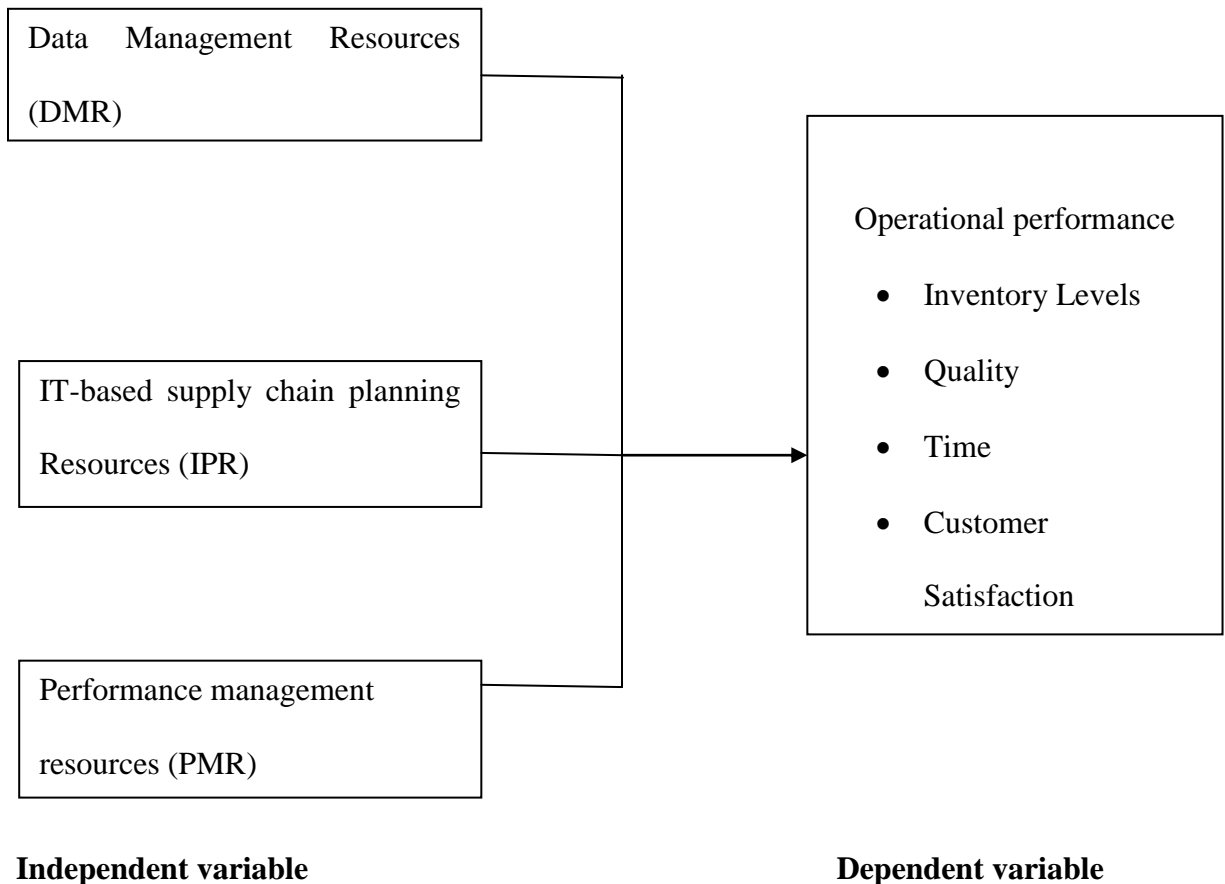 Data Management Resources
(DMR)
IT-based supply chain planning
Resources (IPR)
Performance management
resources (PMR)
Independent variable
Operational performance
• Inventory Levels
• Quality
• Time
• Customer
Satisfaction
Dependent variable